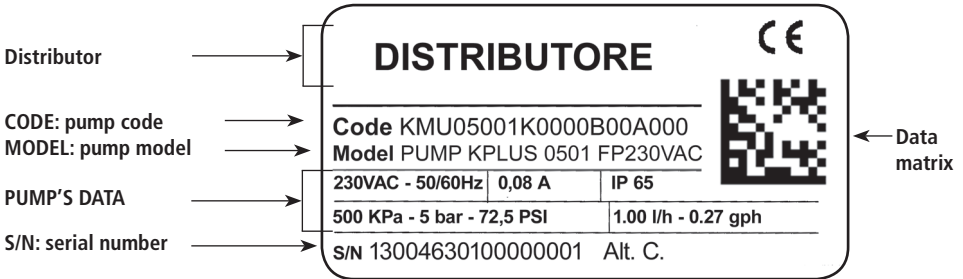 Distributor
DISTRIBUTORE
CE
CODE: pump code
Code KMU05001K0000B00A000
MODEL: pump model
Model PUMP KPLUS 0501 FP230VAC
Data
matrix
PUMP'S DATA
230VAC - 50/60Hz 0,08 A IP 65
500 KPa - 5 bar - 72,5 PSI 1.00 l/h - 0.27 gph
S/N: serial number
S/N 13004630100000001 Alt. C.